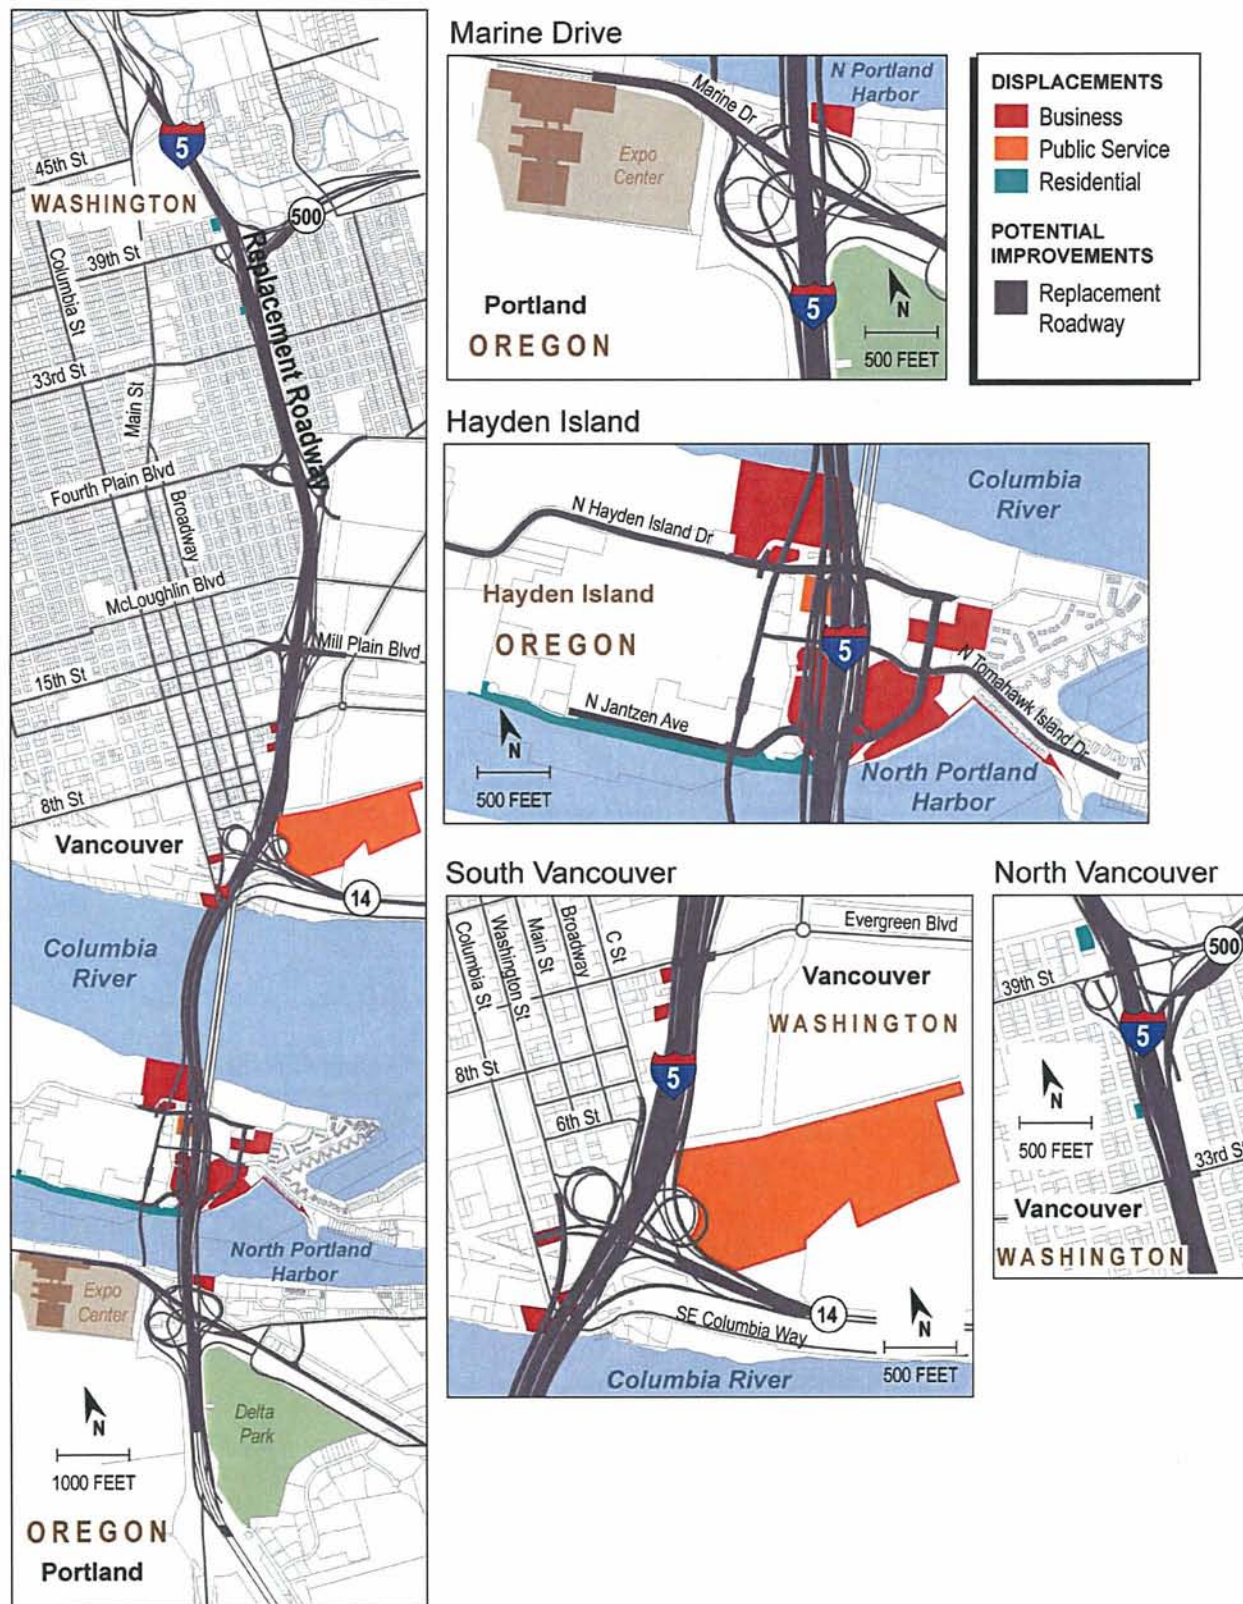 5
45th St
WASHINGTON
500
39th St
Columbia St
Replacement Roadway
33rd St
Main St
Fourth Plain Blvd
Broadway
McLoughlin Blvd
Mill Plain Blvd
15th St
8th St
Vancouver
14
Columbia
River
North Portland
Harbor
Expo
Center
Delta
Park
N
1000 FEET
OREGON
Portland
Marine Drive
N Portland
Harbor
Marine Dr
Expo
Center
Portland
OREGON
5
N
500 FEET
DISPLACEMENTS
Business
Public Service
Residential
POTENTIAL
IMPROVEMENTS
Replacement
Roadway
Hayden Island
Columbia
River
N Hayden Island Dr
Hayden Island
OREGON
5
N Tomahawk Island Dr
N Jantzen Ave
N
500 FEET
North Portland
Harbor
South Vancouver
Columbia St
Washington St
Main St
Broadway
C St
Evergreen Blvd
Vancouver
WASHINGTON
8th St
5
6th St
14
SE Columbia Way
N
500 FEET
Columbia River
North Vancouver
500
39th St
5
N
500 FEET
33rd S
Vancouver
WASHINGTON